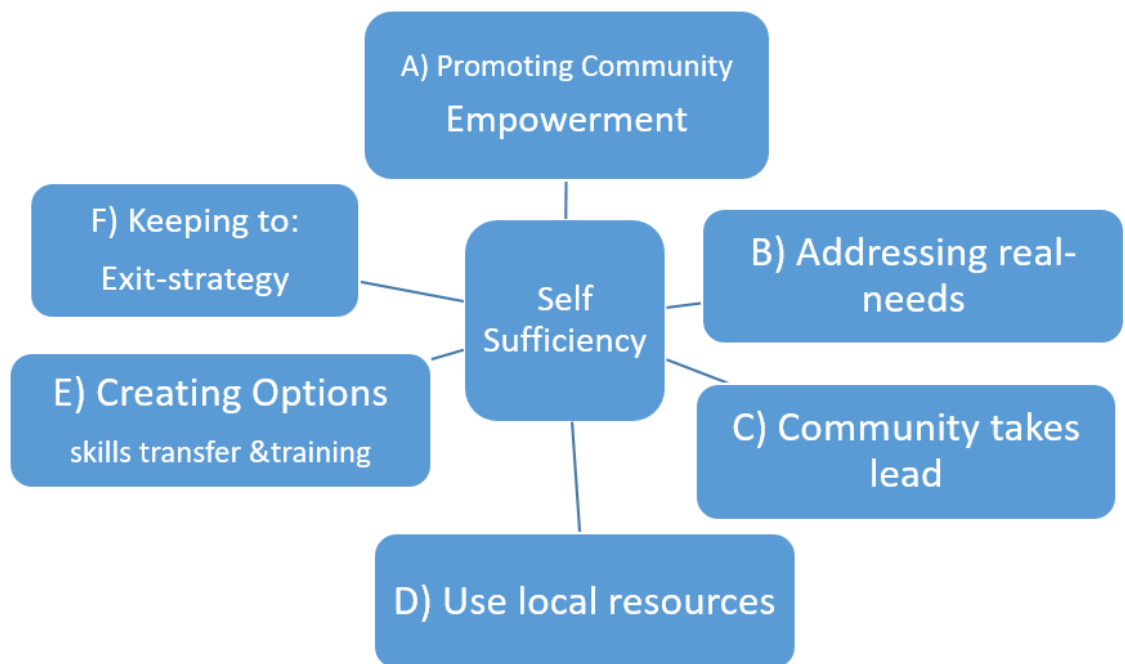 A) Promoting Community
Empowerment
F) Keeping to:
Exit-strategy
Self
Sufficiency
B) Addressing real-
needs
E) Creating Options
skills transfer &training
C) Community takes
lead
D) Use local resources